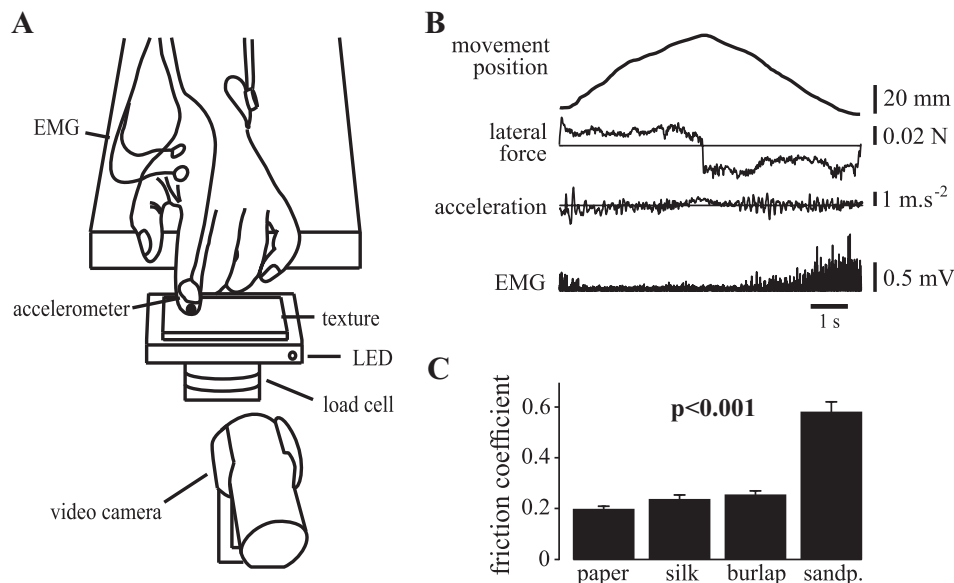 A
EMG
accelerometer
texture
LED
load cell
video camera
B
movement
position
20 mm
lateral
force
0.02 N
acceleration
1 m.s-2
EMG
0.5 mV
1 s
C
friction coefficient
p<0.001
0.6
0.4
0.2
0
paper silk burlap sandp.